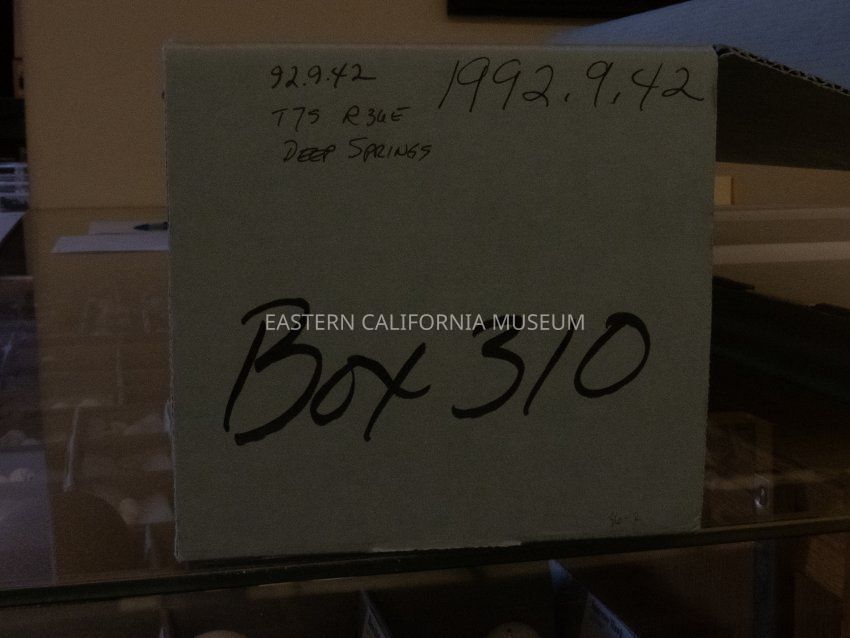 92.9.42
1992.9.42
T7S R36E
DEEP SPRINGS
EASTERN CALIFORNIA MUSEUM
Box 310